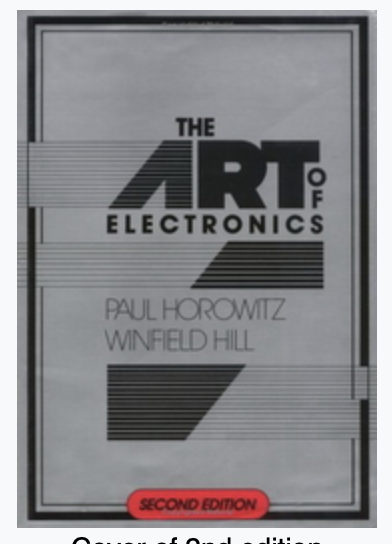 THE
ART OF
ELECTRONICS
PAUL HOROWITZ
WINFIELD HILL
SECOND EDITION
Cover of 2nd edition